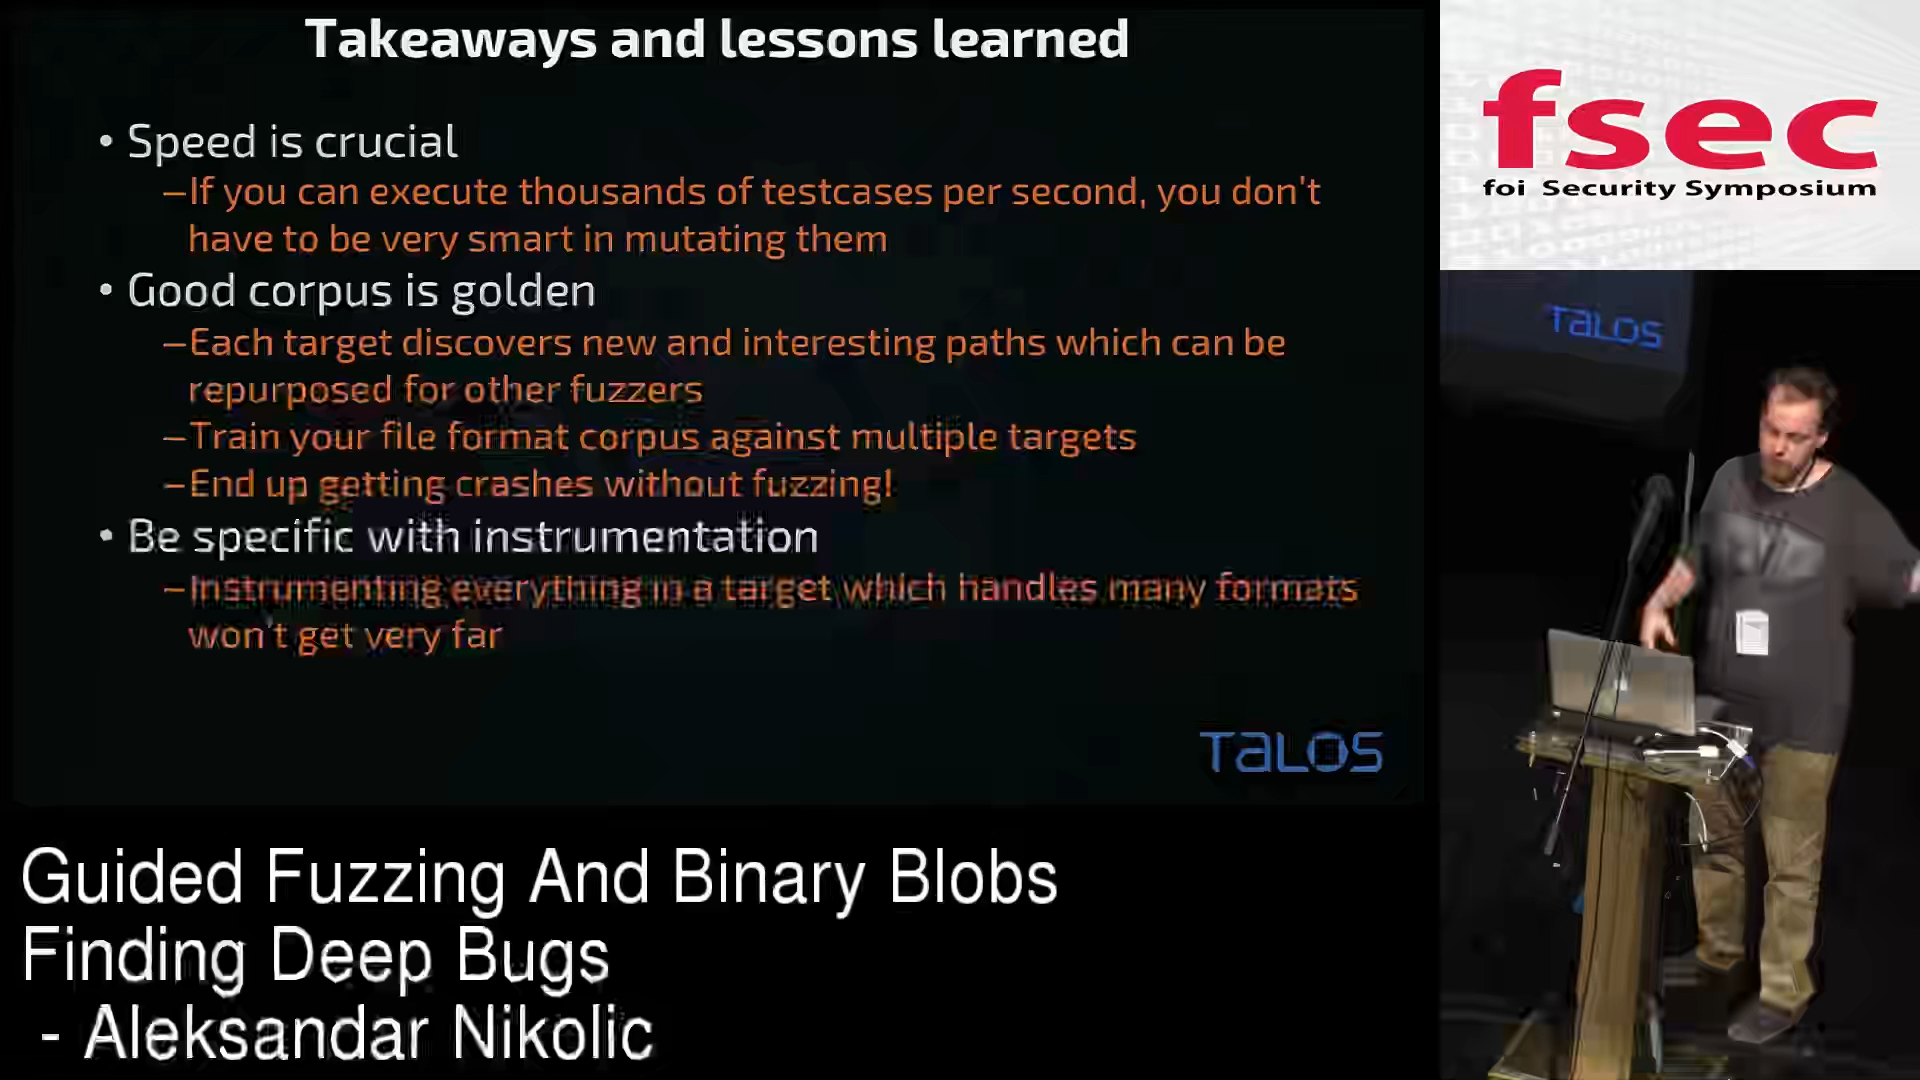 Takeaways and lessons learned
• Speed is crucial
–If you can execute thousands of testcases per second, you don't
have to be very smart in mutating them
• Good corpus is golden
–Each target discovers new and interesting paths which can be
repurposed for other fuzzers
–Train your file format corpus against multiple targets
–End up getting crashes without fuzzing!
• Be specific with instrumentation
–Instrumenting everything in a target which handles many formats
won't get very far
TALOS
fsec
foi Security Symposium
TALOS
Guided Fuzzing And Binary Blobs
Finding Deep Bugs
- Aleksandar Nikolic